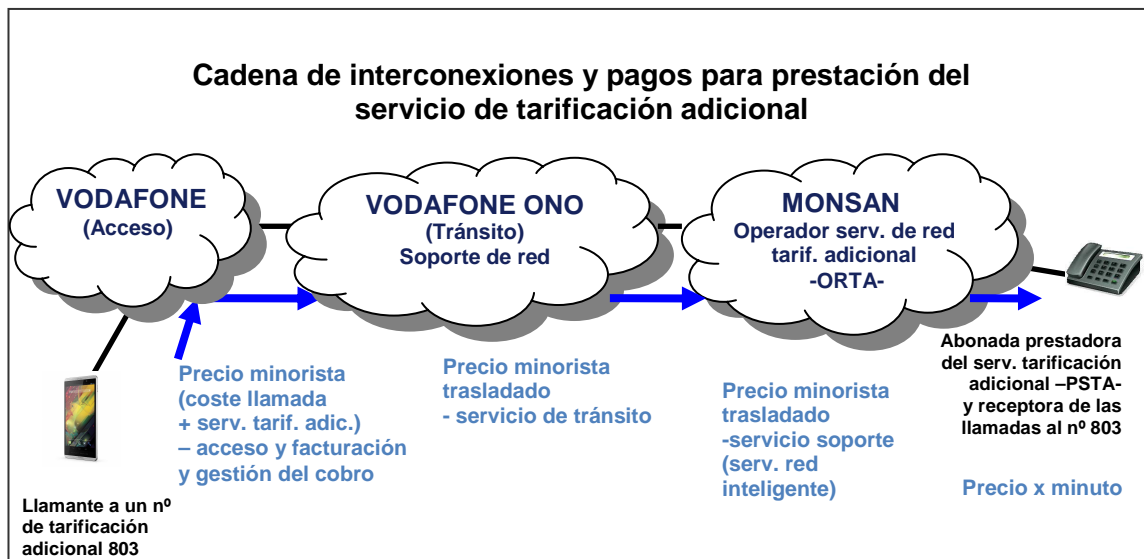 Cadena de interconexiones y pagos para prestación del
servicio de tarificación adicional
VODAFONE
(Acceso)
VODAFONE ONO
(Tránsito)
Soporte de red
MONSAN
Operador serv. de red
tarif. adicional
-ORTA-
Precio minorista
(coste llamada
+ serv. tarif. adic.)
– acceso y facturación
y gestión del cobro
Precio minorista
trasladado
- servicio de tránsito
Precio minorista
trasladado
-servicio soporte
(serv. red
inteligente)
Abonada prestadora
del serv. tarificación
adicional –PSTA-
y receptora de las
llamadas al nº 803
Precio x minuto
Llamante a un nº
de tarificación
adicional 803